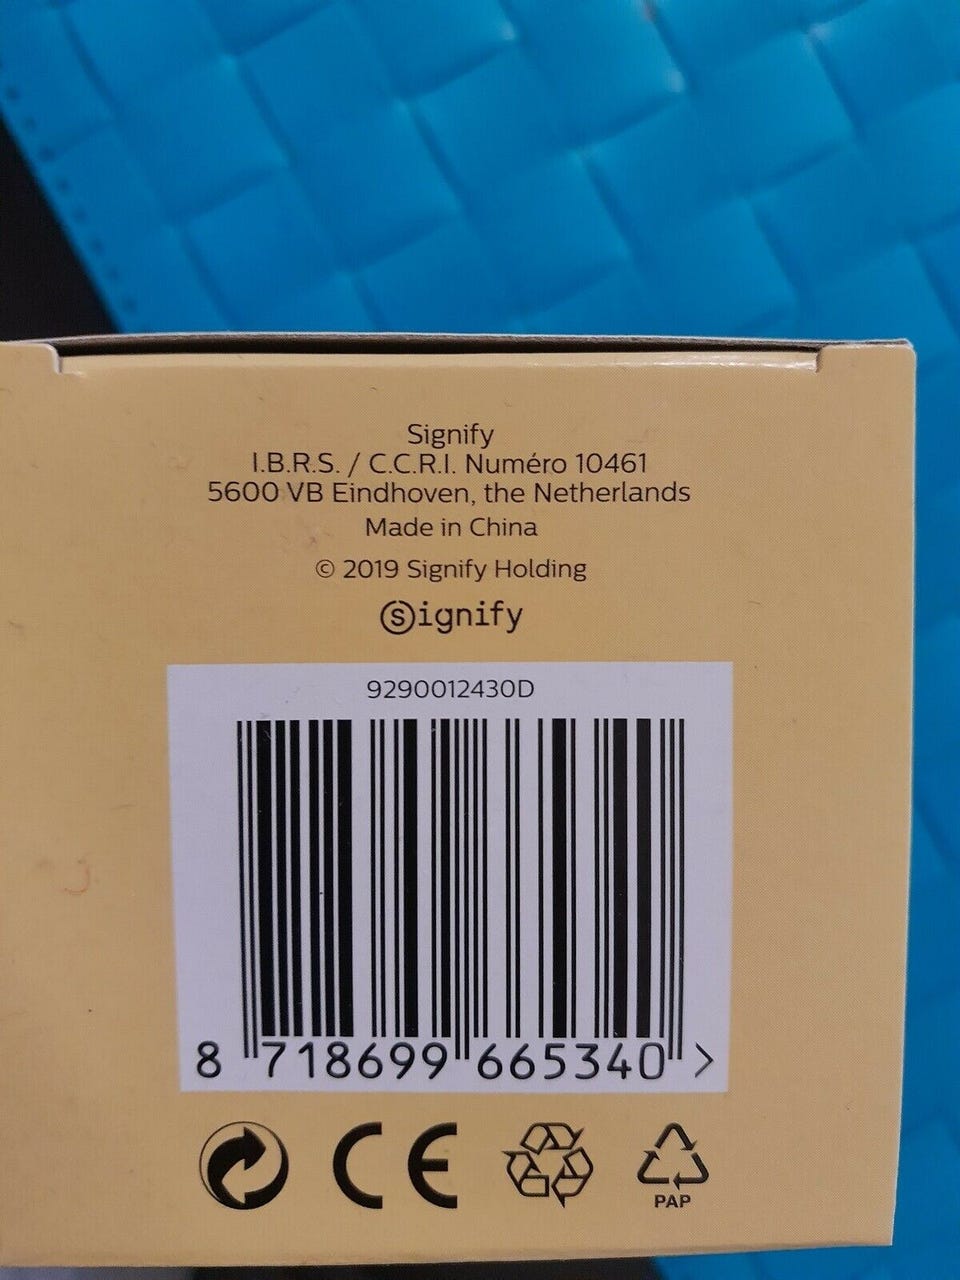 Signify
I.B.R.S. / C.C.R.I. Numéro 10461
5600 VB Eindhoven, the Netherlands
Made in China
© 2019 Signify Holding
Signify
9290012430D
8 718699 665340 >
CE
PAP